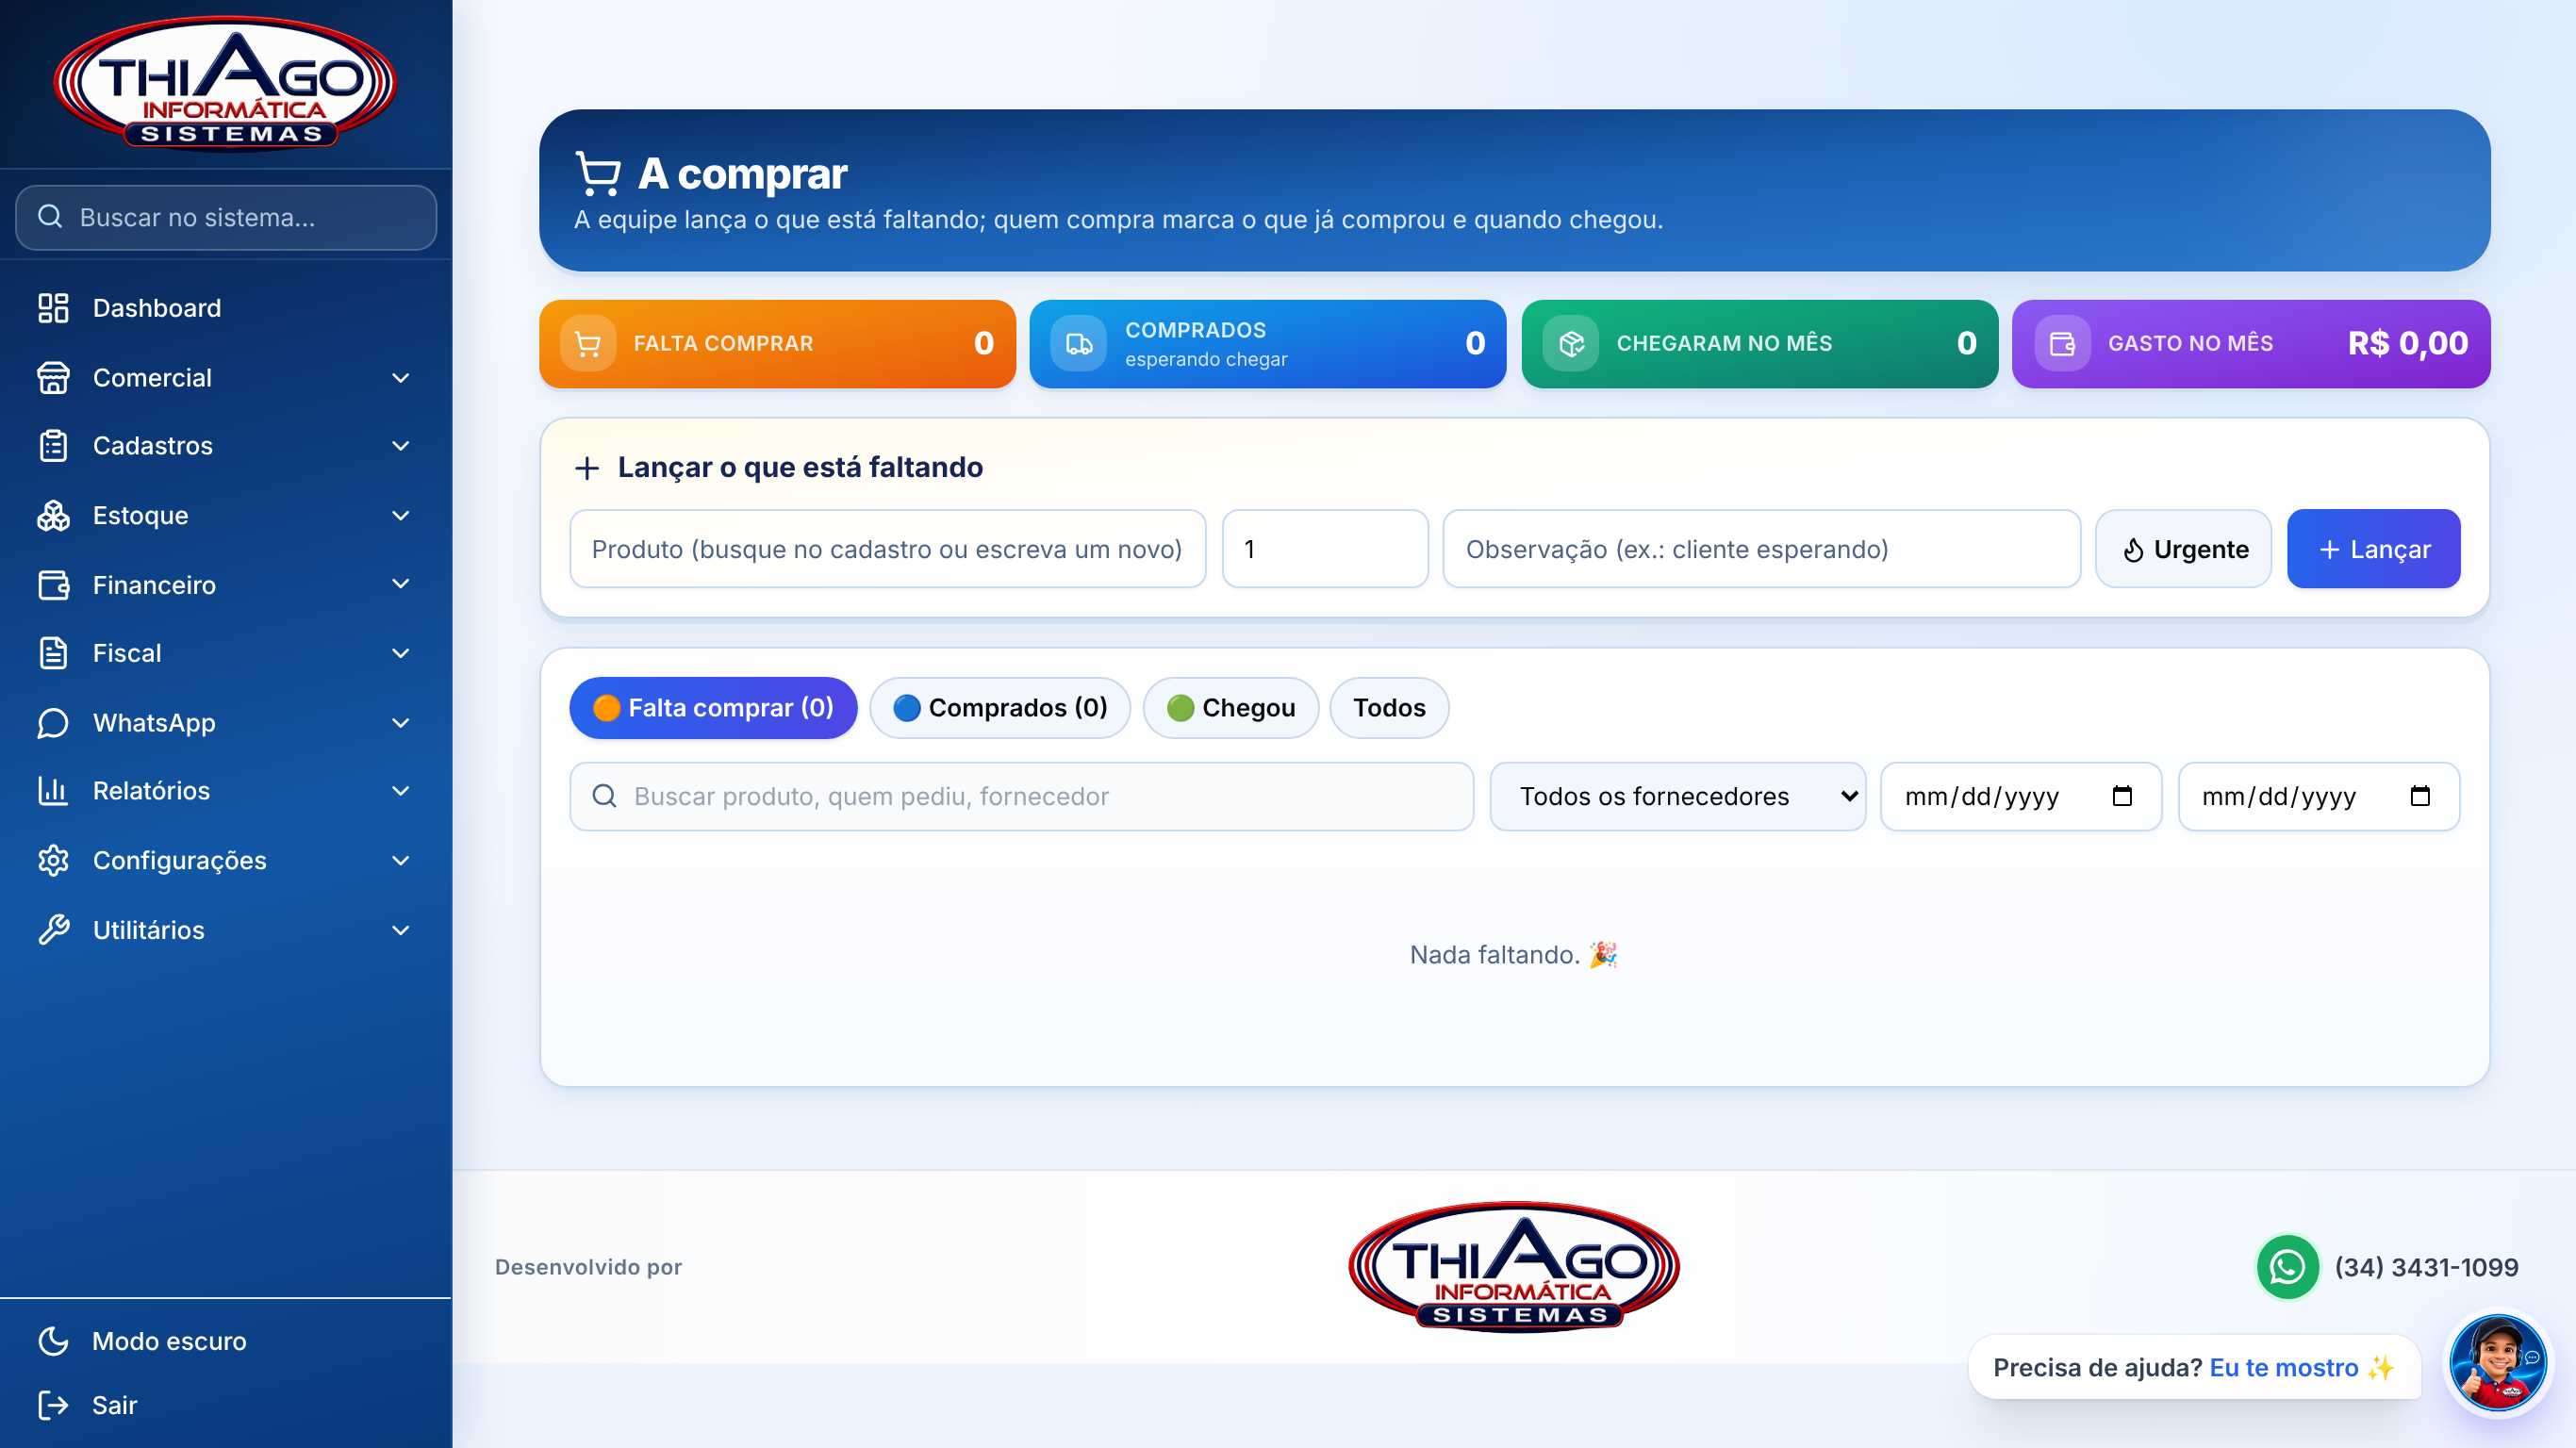 THIAGO
INFORMÁTICA
SISTEMAS
Buscar no sistema...
Dashboard
Comercial
Cadastros
Estoque
Financeiro
Fiscal
WhatsApp
Relatórios
Configurações
Utilitários
Modo escuro
Sair
A comprar
A equipe lança o que está faltando; quem compra marca o que já comprou e quando chegou.
FALTA COMPRAR 0
COMPRADOS
esperando chegar
0
CHEGARAM NO MÊS 0
GASTO NO MÊS R$ 0,00
Lançar o que está faltando
Produto (busque no cadastro ou escreva um novo) 1 Observação (ex.: cliente esperando) Urgente + Lançar
Falta comprar (0) Comprados (0) Chegou Todos
Buscar produto, quem pediu, fornecedor Todos os fornecedores mm/dd/yyyy mm/dd/yyyy
Nada faltando. 🎉
Desenvolvido por
THIAGO
INFORMÁTICA
SISTEMAS
(34) 3431-1099
Precisa de ajuda? Eu te mostro ✨